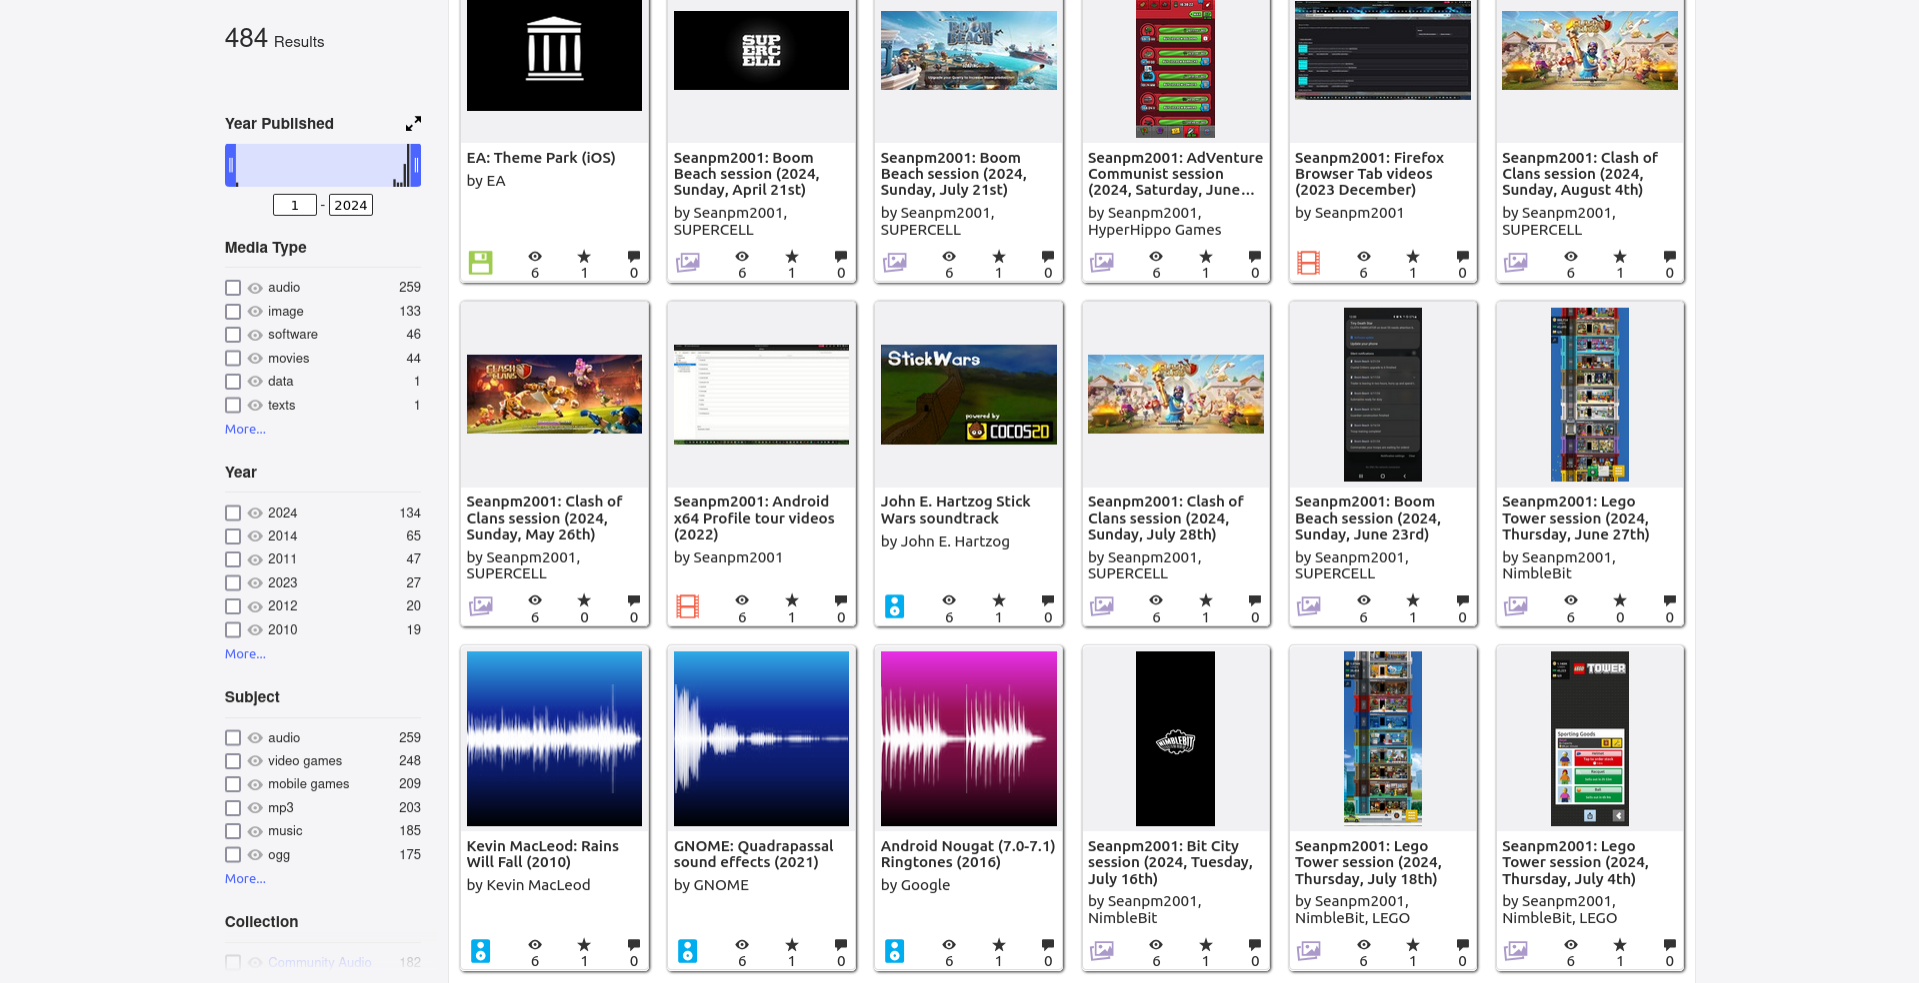 484 Results
Year Published
1 - 2024
Media Type
audio 259
image 133
software 46
movies 44
data 1
texts 1
More...
Year
2024 134
2014 65
2011 47
2023 27
2012 20
2010 19
More...
Subject
audio 259
video games 248
mobile games 209
mp3 203
music 185
ogg 175
More...
Collection
Community Audio 182
EA: Theme Park (iOS)
by EA
6 1 0
SUPERCELL
Seanpm2001: Boom
Beach session (2024,
Sunday, April 21st)
by Seanpm2001,
SUPERCELL
6 1 0
BOOM
BEACH
Seanpm2001: Boom
Beach session (2024,
Sunday, July 21st)
by Seanpm2001,
SUPERCELL
6 1 0
Seanpm2001: AdVenture
Communist session
(2024, Saturday, June...
by Seanpm2001,
HyperHippo Games
6 1 0
Seanpm2001: Firefox
Browser Tab videos
(2023 December)
by Seanpm2001
6 1 0
Seanpm2001: Clash of
Clans session (2024,
Sunday, August 4th)
by Seanpm2001,
SUPERCELL
6 1 0
CLASH
CLANS
Seanpm2001: Clash of
Clans session (2024,
Sunday, May 26th)
by Seanpm2001,
SUPERCELL
6 0 0
Seanpm2001: Android
x64 Profile tour videos
(2022)
by Seanpm2001
6 1 0
StickWars
powered by
COCOS2D
John E. Hartzog Stick
Wars soundtrack
by John E. Hartzog
6 1 0
Seanpm2001: Clash of
Clans session (2024,
Sunday, July 28th)
by Seanpm2001,
SUPERCELL
6 1 0
Seanpm2001: Boom
Beach session (2024,
Sunday, June 23rd)
by Seanpm2001,
SUPERCELL
6 1 0
Seanpm2001: Lego
Tower session (2024,
Thursday, June 27th)
by Seanpm2001,
NimbleBit
6 0 0
Kevin MacLeod: Rains
Will Fall (2010)
by Kevin MacLeod
6 1 0
GNOME: Quadrapassal
sound effects (2021)
by GNOME
6 1 0
Android Nougat (7.0-7.1)
Ringtones (2016)
by Google
6 1 0
NIMBLEBIT
Seanpm2001: Bit City
session (2024, Tuesday,
July 16th)
by Seanpm2001,
NimbleBit
6 1 0
Seanpm2001: Lego
Tower session (2024,
Thursday, July 18th)
by Seanpm2001,
NimbleBit, LEGO
6 1 0
LEGO TOWER
Sporting Goods
Seanpm2001: Lego
Tower session (2024,
Thursday, July 4th)
by Seanpm2001,
NimbleBit, LEGO
6 1 0